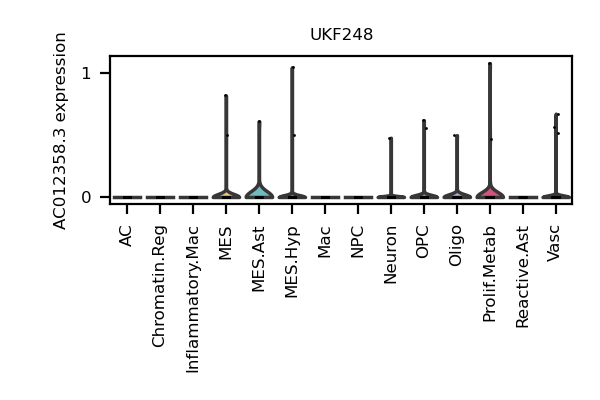 UKF248
AC012358.3 expression
1
0
AC
Chromatin.Reg
Inflammatory.Mac
MES
MES.Ast
MES.Hyp
Mac
NPC
Neuron
OPC
Oligo
Prolif.Metab
Reactive.Ast
Vasc